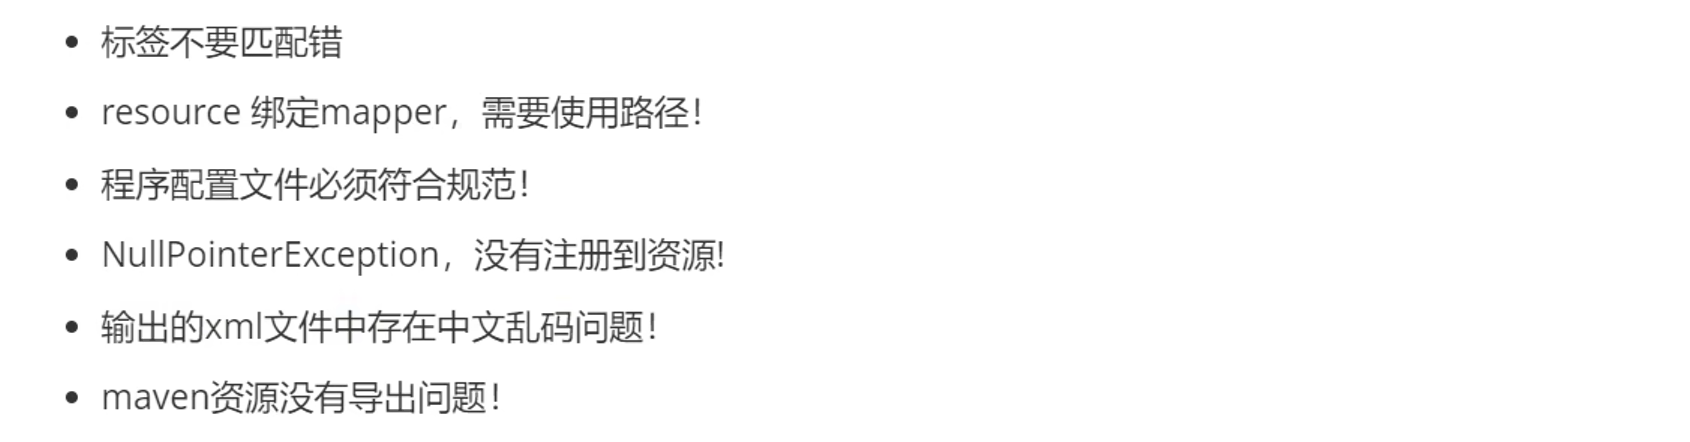 标签不要匹配错
resource 绑定mapper，需要使用路径！
程序配置文件必须符合规范！
NullPointerException，没有注册到资源!
输出的xml文件中存在中文乱码问题！
maven资源没有导出问题！